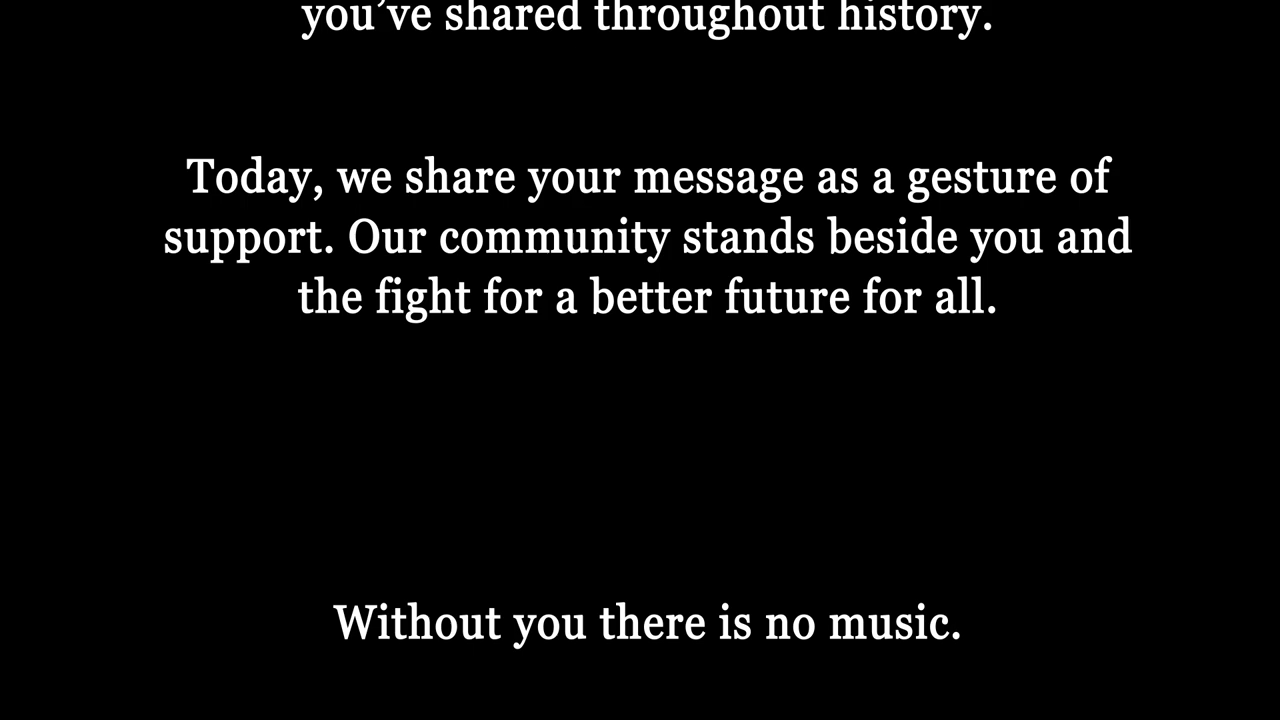 you’ve shared throughout history.
Today, we share your message as a gesture of
support. Our community stands beside you and
the fight for a better future for all.
Without you there is no music.